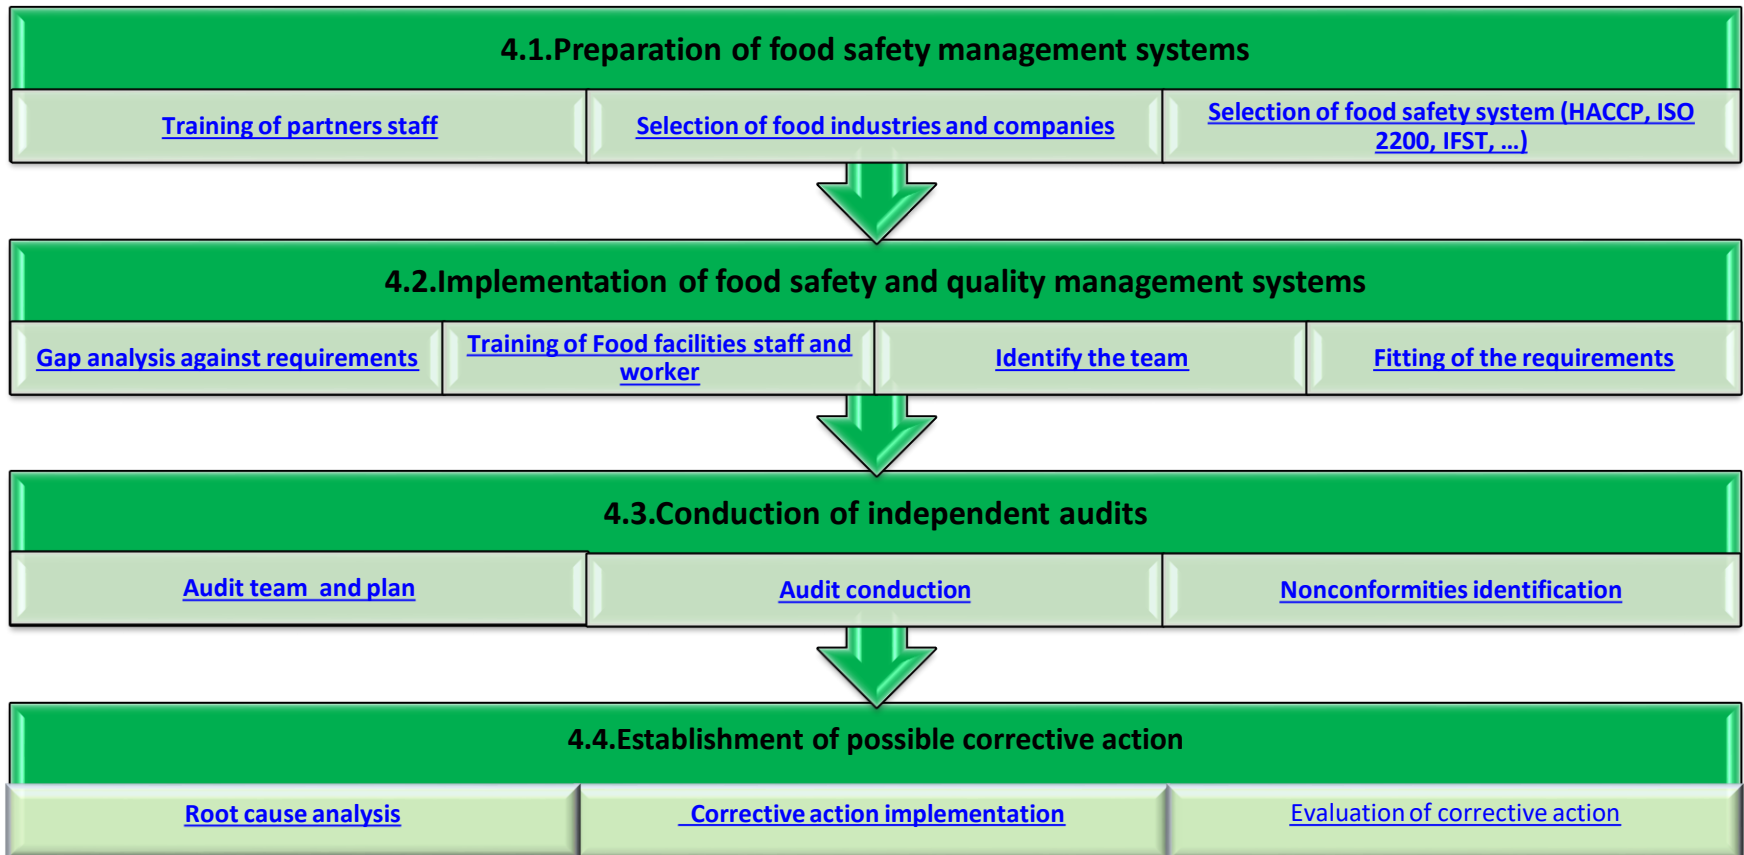 4.1.Preparation of food safety management systems
Training of partners staff
Selection of food industries and companies
Selection of food safety system (HACCP, ISO
2200, IFST, ...)
4.2.Implementation of food safety and quality management systems
Gap analysis against requirements
Training of Food facilities staff and
worker
Identify the team
Fitting of the requirements
4.3.Conduction of independent audits
Audit team and plan
Audit conduction
Nonconformities identification
4.4.Establishment of possible corrective action
Root cause analysis
Corrective action implementation
Evaluation of corrective action